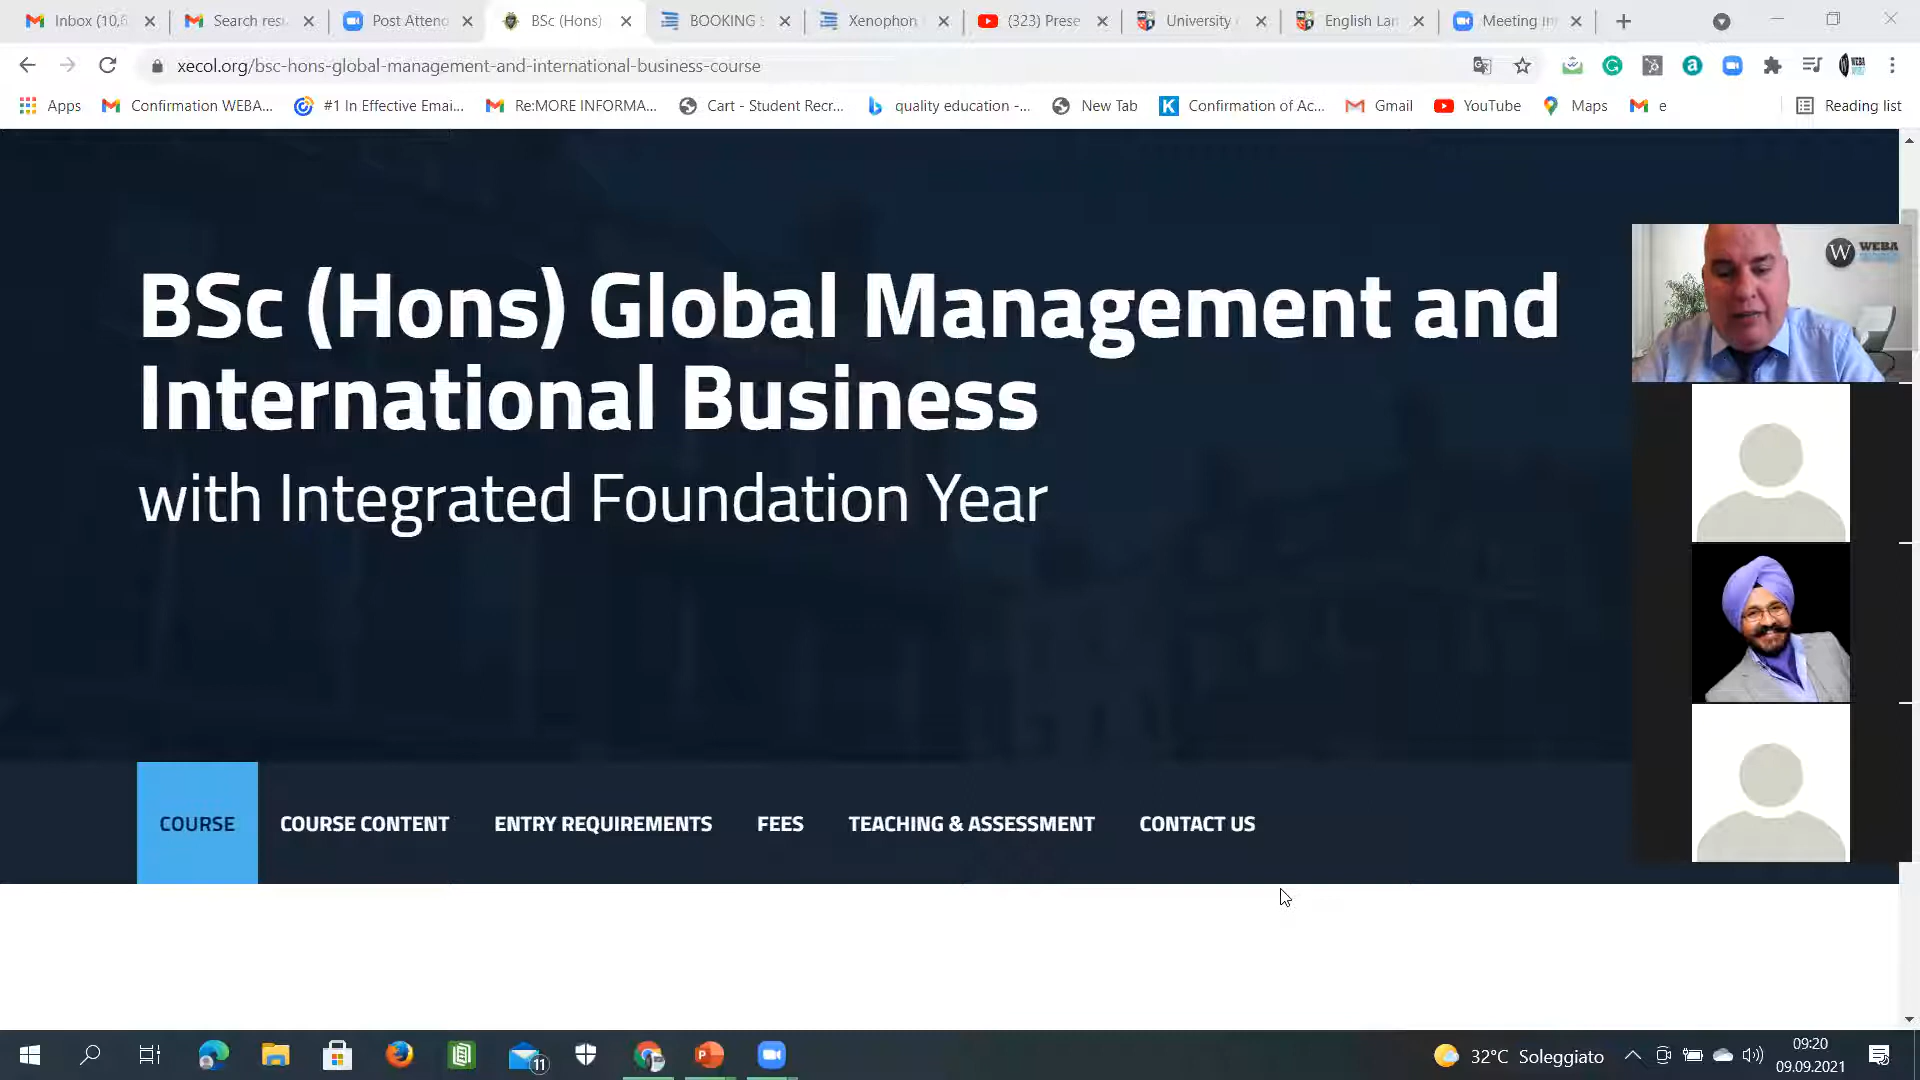 Inbox (10,6
Search resu
Post Attend
BSc (Hons)
BOOKING S
Xenophon
(323) Prese
University
English Lan
Meeting In
xecol.org/bsc-hons-global-management-and-international-business-course
Apps
Confirmation WEBA...
#1 In Effective Emai...
Re:MORE INFORMA...
Cart - Student Recr...
quality education -...
New Tab
K Confirmation of Ac...
Gmail
YouTube
Maps
e
Reading list
BSc (Hons) Global Management and
International Business
with Integrated Foundation Year
W WEBA
COURSE
COURSE CONTENT
ENTRY REQUIREMENTS
FEES
TEACHING & ASSESSMENT
CONTACT US
11
32°C Soleggiato
09:20
09.09.2021